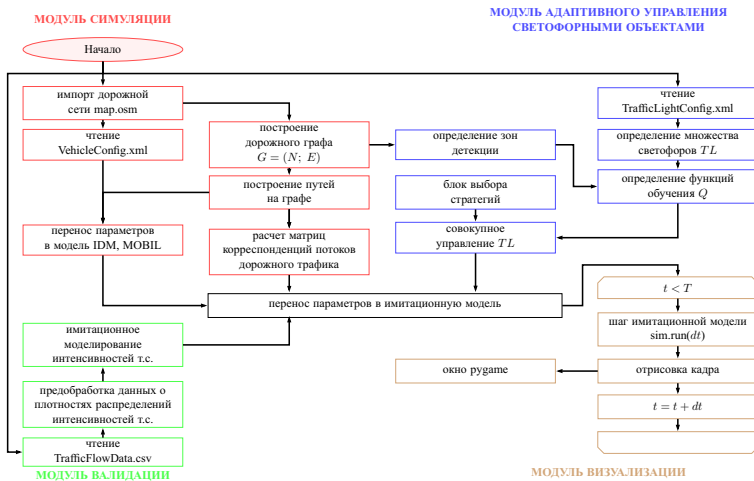 МОДУЛЬ СИМУЛЯЦИИ
МОДУЛЬ АДАПТИВНОГО УПРАВЛЕНИЯ
СВЕТОФОРНЫМИ ОБЪЕКТАМИ
Начало
импорт дорожной
сети map.osm
чтение
VehicleConfig.xml
построение
дорожного графа
G = (N; E)
построение путей
на графе
перенос параметров
в модель IDM, MOBIL
расчет матриц
корреспонденций потоков
дорожного трафика
определение зон
детекции
блок выбора
стратегий
совокупное
управление TL
чтение
TrafficLightConfig.xml
определение множества
светофоров TL
определение функций
обучения Q
перенос параметров в имитационную модель
имитационное
моделирование
интенсивностей т.с.
предобработка данных о
плотностях распределений
интенсивностей т.с.
чтение
TrafficFlowData.csv
МОДУЛЬ ВАЛИДАЦИИ
t < T
шаг имитационной модели
sim.run(dt)
окно pygame
отрисовка кадра
t = t + dt
МОДУЛЬ ВИЗУАЛИЗАЦИИ